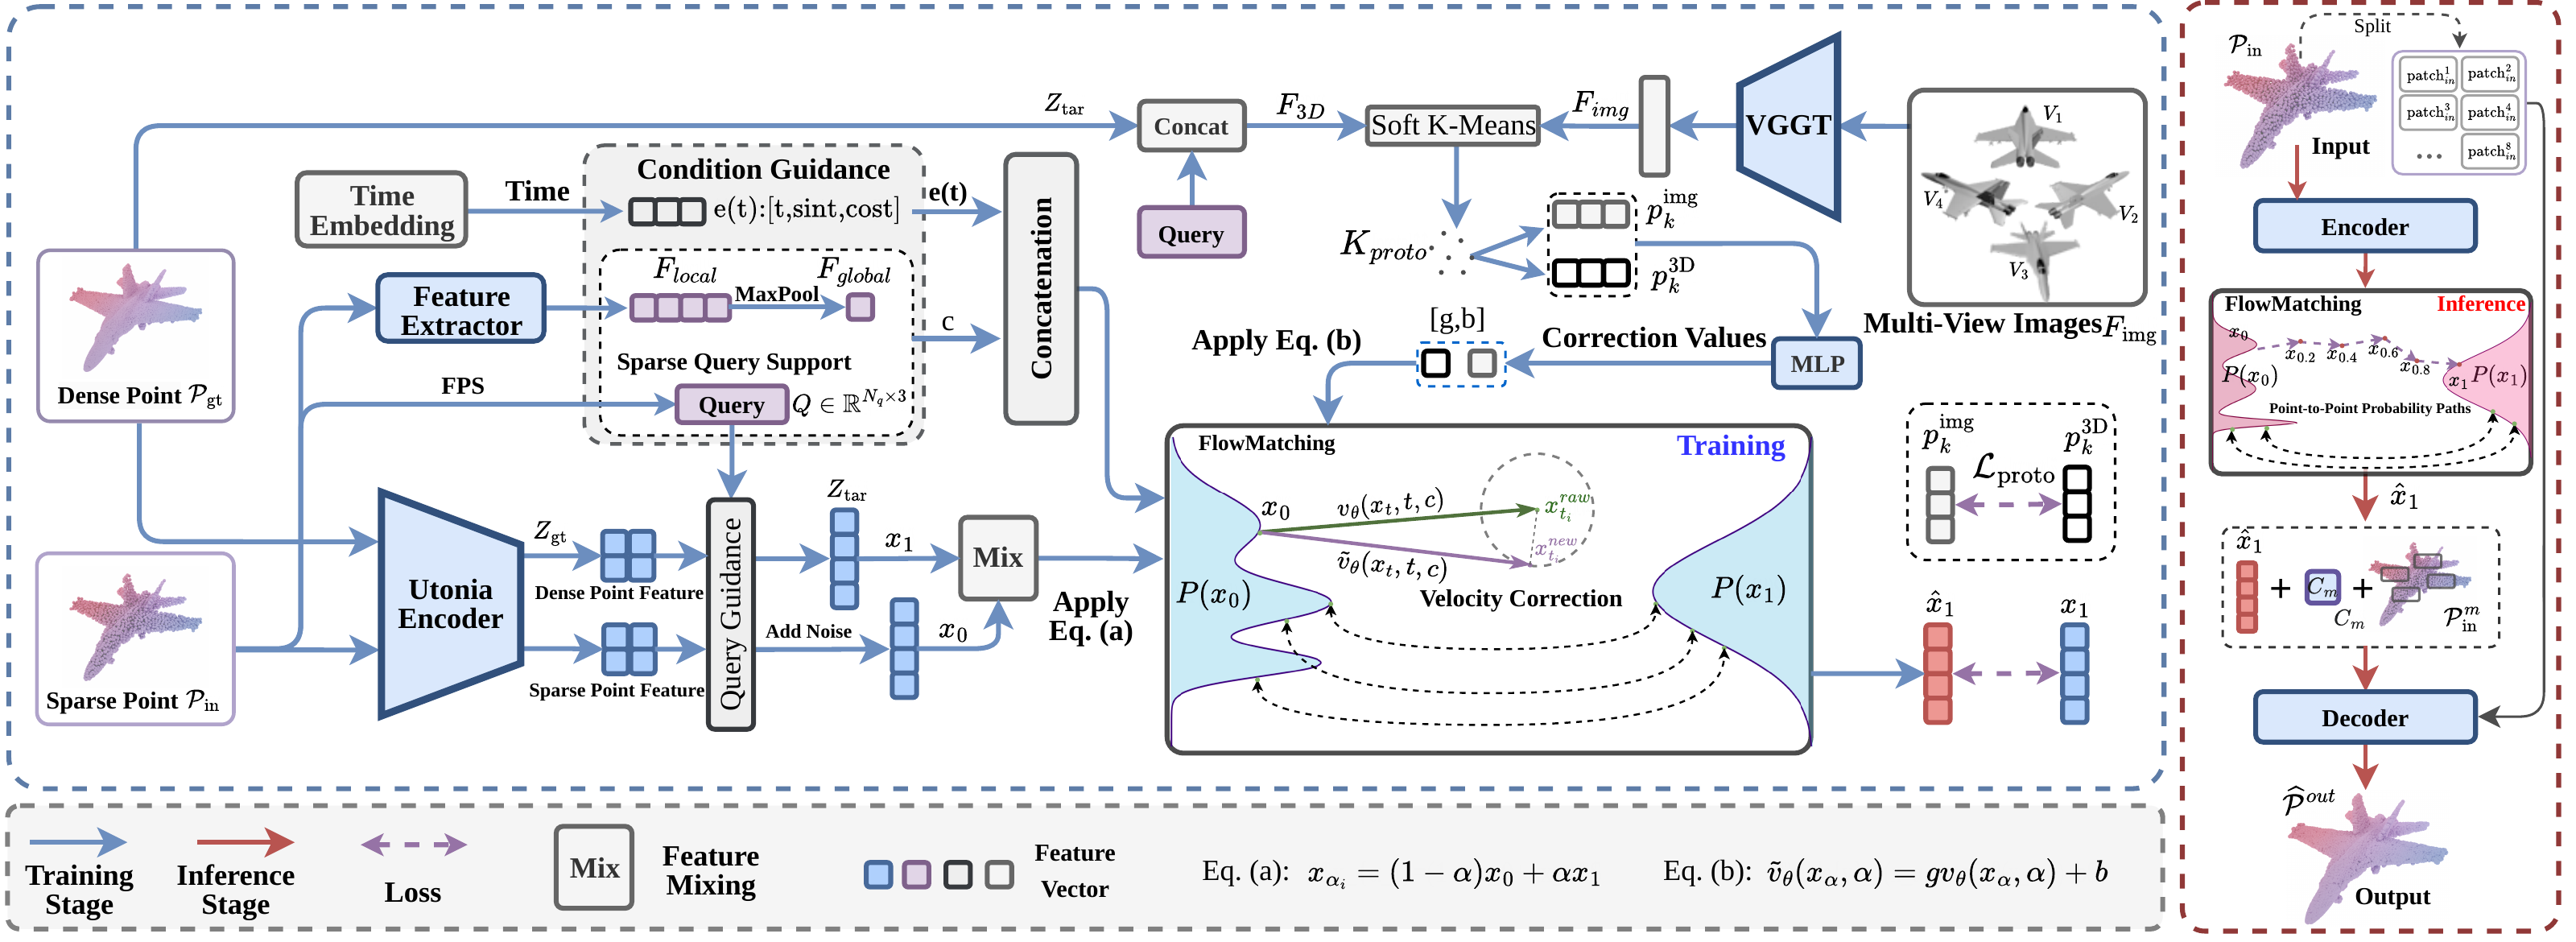 Z_tar
Concat
F_3D
Soft K-Means
F_img
VGGT
V_1
V_2
V_3
V_4
Multi-View Images F_img
Query
Condition Guidance
Time Embedding
Time
e(t):[t,sint,cost]
e(t)
F_local
MaxPool
F_global
Sparse Query Support
Feature Extractor
FPS
Query
Q ∈ ℝ^{N_q×3}
c
Concatenation
K_proto
p_k^img
p_k^3D
[g,b]
Apply Eq. (b)
Correction Values
MLP
Dense Point 𝒫_gt
Sparse Point 𝒫_in
Utonia Encoder
Z_gt
Dense Point Feature
Sparse Point Feature
Query Guidance
Z_tar
x_1
Add Noise
x_0
Mix
Apply Eq. (a)
FlowMatching
Training
x_0
v_θ(x_t, t, c)
x_{t_i}^{raw}
ṽ_θ(x_t, t, c)
x_{t_i}^{new}
Velocity Correction
P(x_0)
P(x_1)
p_k^img
p_k^3D
ℒ_proto
x̂_1
x_1
Training Stage
Inference Stage
Loss
Mix
Feature Mixing
Feature Vector
Eq. (a): x_{α_i} = (1 − α)x_0 + αx_1
Eq. (b): ṽ_θ(x_α, α) = gv_θ(x_α, α) + b
𝒫_in
Split
patch_in^1
patch_in^2
patch_in^3
patch_in^4
...
patch_in^8
Input
Encoder
FlowMatching
Inference
x_0
x_0.2
x_0.4
x_0.6
x_0.8
x_1
P(x_0)
P(x_1)
Point-to-Point Probability Paths
x̂_1
x̂_1
+
C_m
+
C_m
𝒫_in^m
Decoder
𝒫̂^out
Output